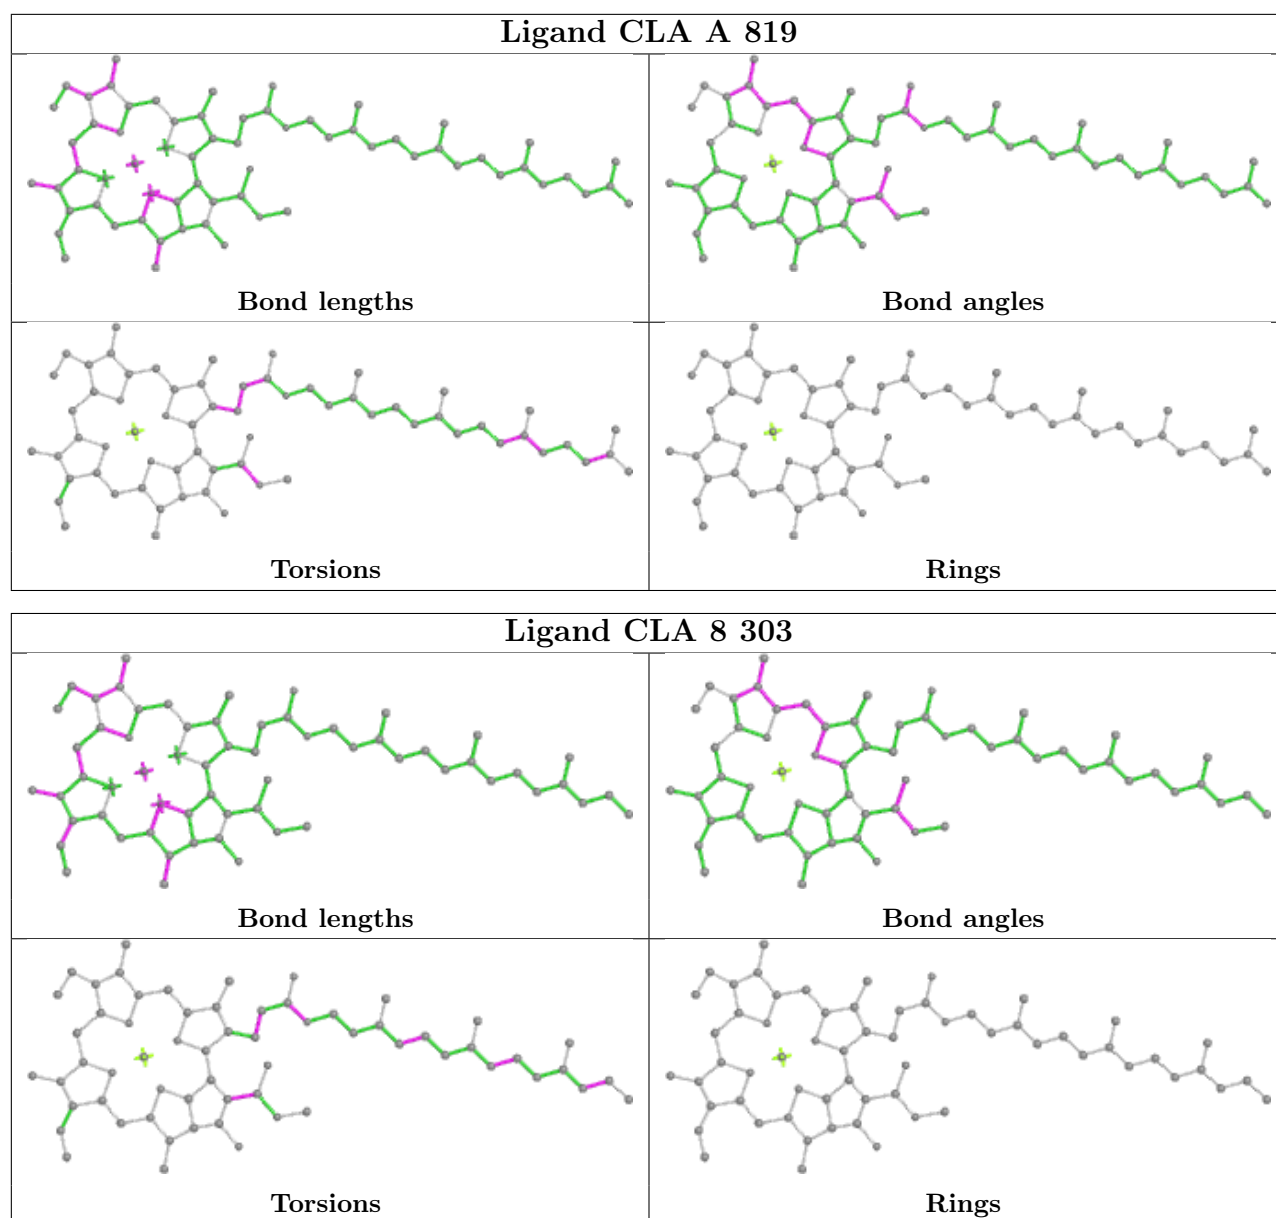 Ligand CLA A 819
Bond lengths
Bond angles
Torsions
Rings
Ligand CLA 8 303
Bond lengths
Bond angles
Torsions
Rings